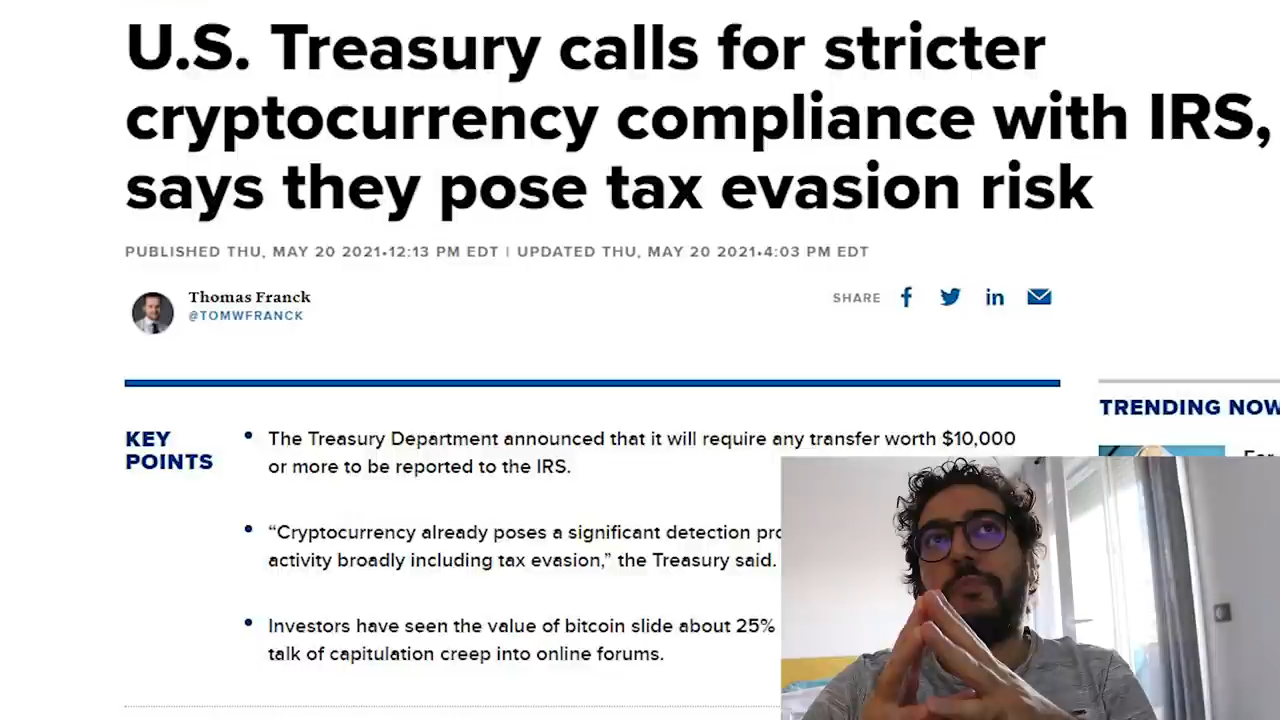 U.S. Treasury calls for stricter
cryptocurrency compliance with IRS,
says they pose tax evasion risk
PUBLISHED THU, MAY 20 2021•12:13 PM EDT | UPDATED THU, MAY 20 2021•4:03 PM EDT
Thomas Franck
@TOMWFRANCK
SHARE
TRENDING NOW
KEY
POINTS
• The Treasury Department announced that it will require any transfer worth $10,000
or more to be reported to the IRS.
• “Cryptocurrency already poses a significant detection
activity broadly including tax evasion,” the Treasury said.
• Investors have seen the value of bitcoin slide about 25%
talk of capitulation creep into online forums.